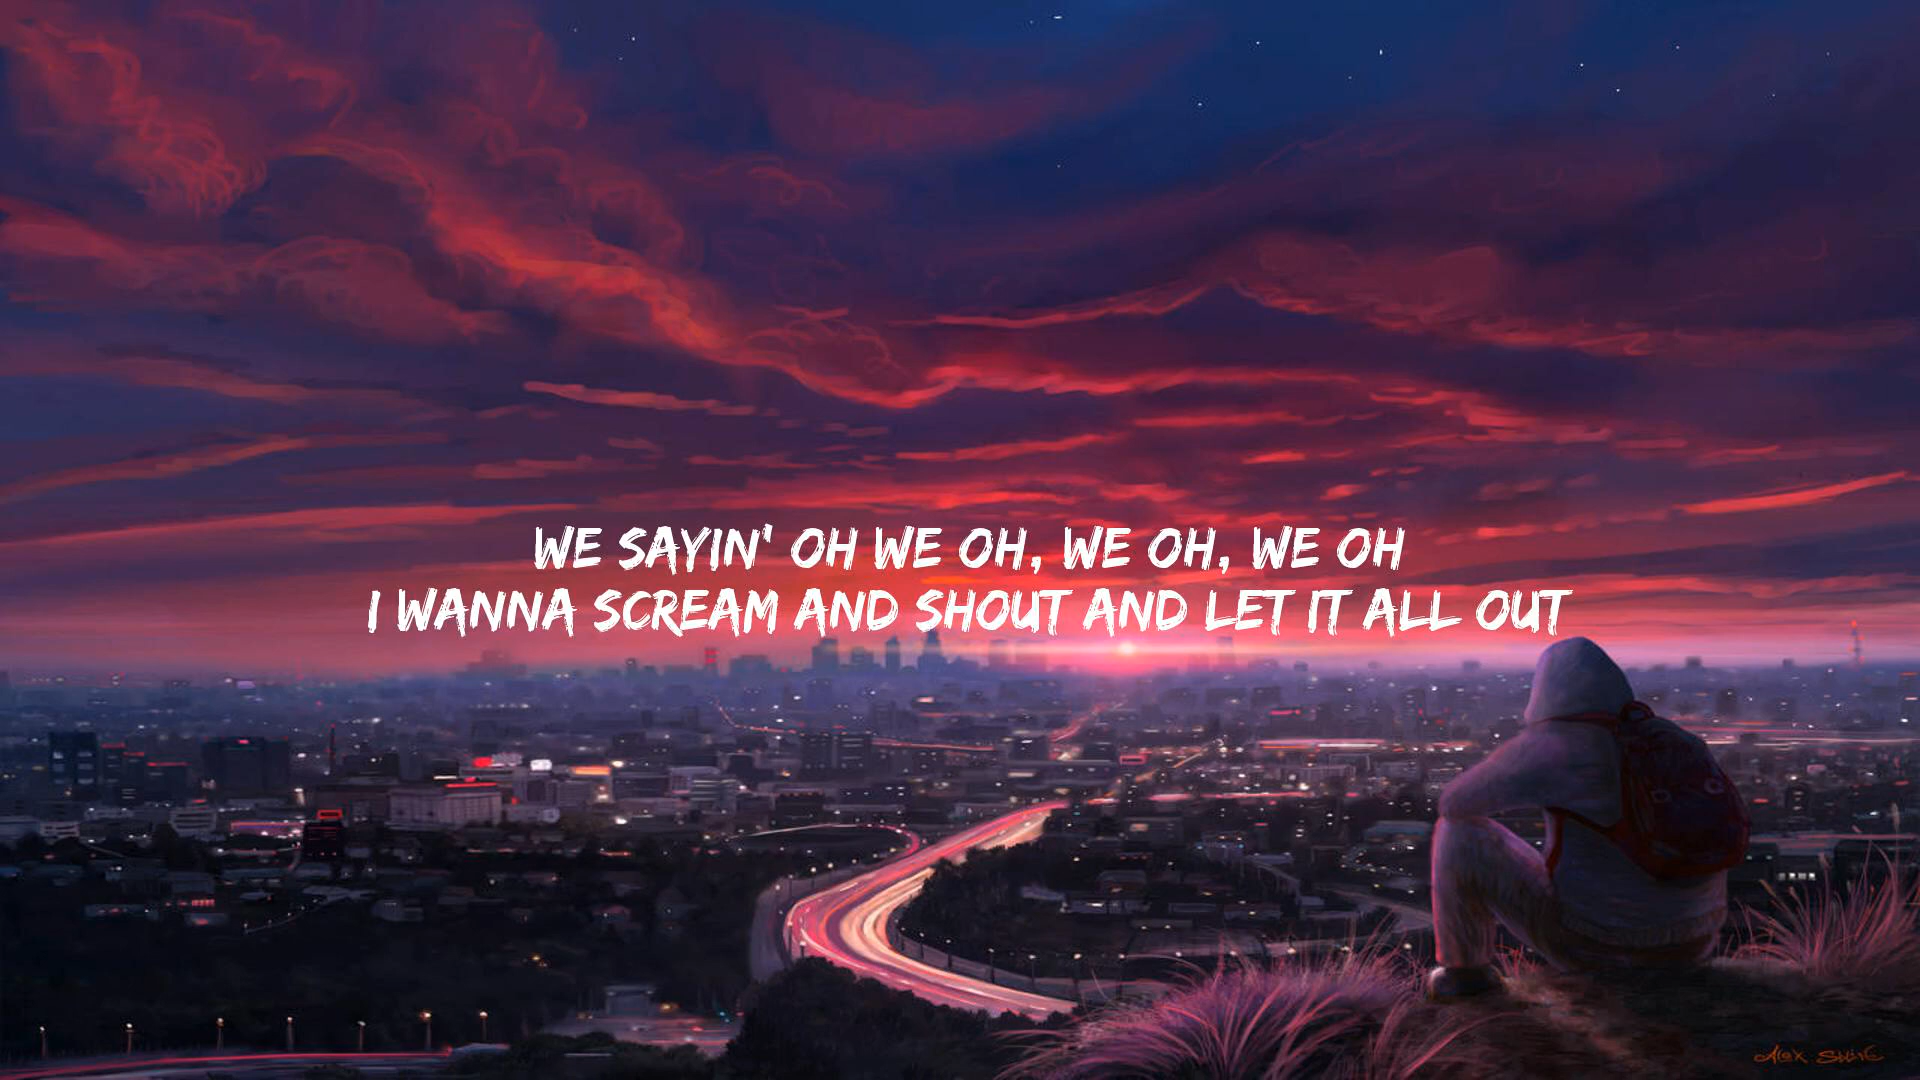 WE SAYIN' OH WE OH, WE OH, WE OH
I WANNA SCREAM AND SHOUT AND LET IT ALL OUT